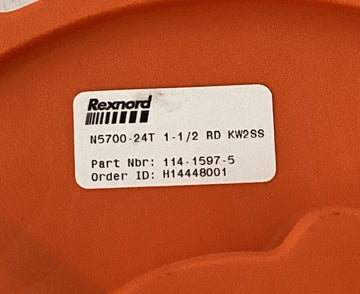 Rexnord
N5700-24T 1-1/2 RD KW2SS
Part Nbr: 114-1597-5
Order ID: H14448001